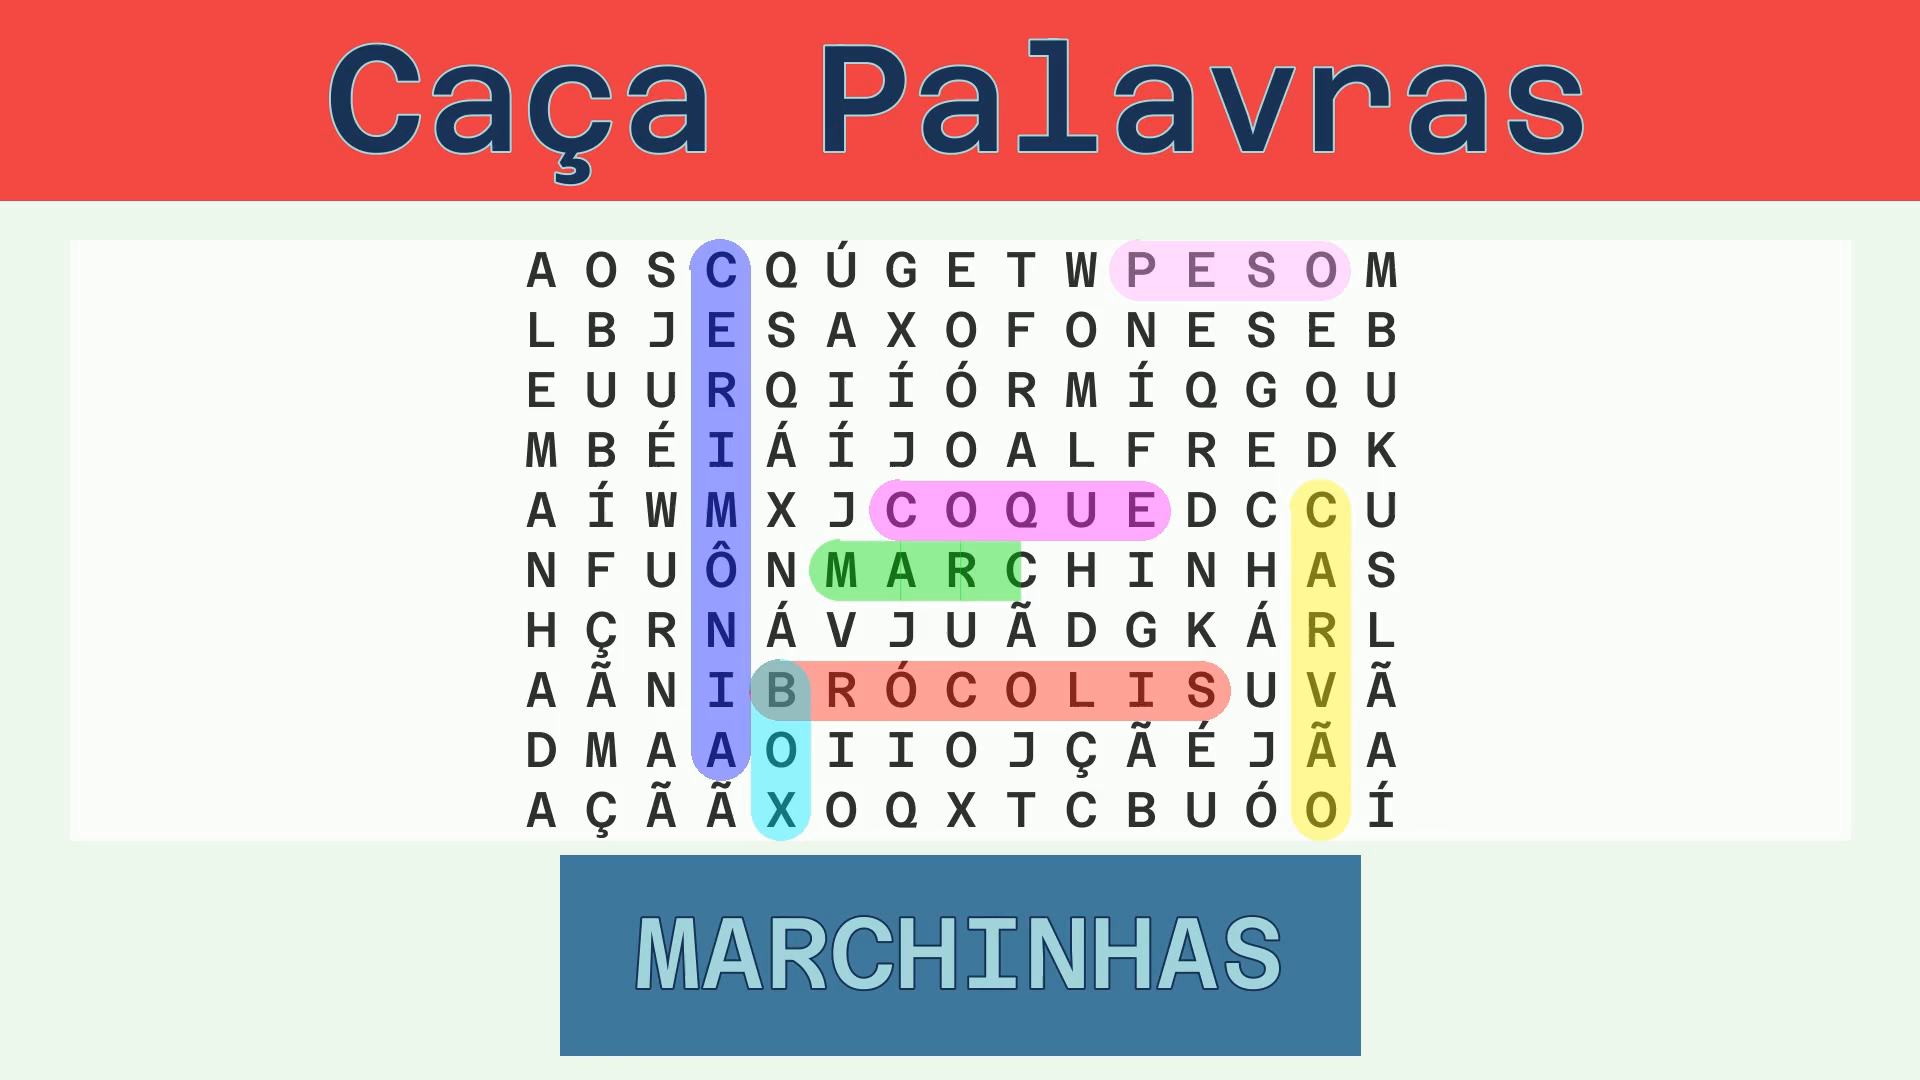 Caça Palavras
A O S C Q Ú G E T W P E S O M
L B J E S A X O F O N E S E B
E U U R Q I Í Ó R M Í Q G Q U
M B É I Á Í J O A L F R E D K
A Í W M X J C O Q U E D C C U
N F U Ô N M A R C H I N H A S
H Ç R N Á V J U Ã D G K Á R L
A Ã N I B R Ó C O L I S U V Ã
D M A A O I I O J Ç Ã É J Ã A
A Ç Ã Ã X O Q X T C B U Ó O Í
MARCHINHAS